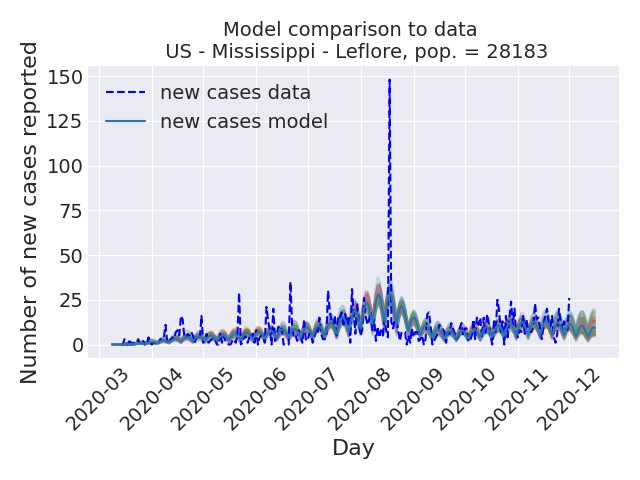 Model comparison to data
US - Mississippi - Leflore, pop. = 28183
Number of new cases reported
150
125
100
75
50
25
0
new cases data
new cases model
2020-03
2020-04
2020-05
2020-06
2020-07
2020-08
2020-09
2020-10
2020-11
2020-12
Day